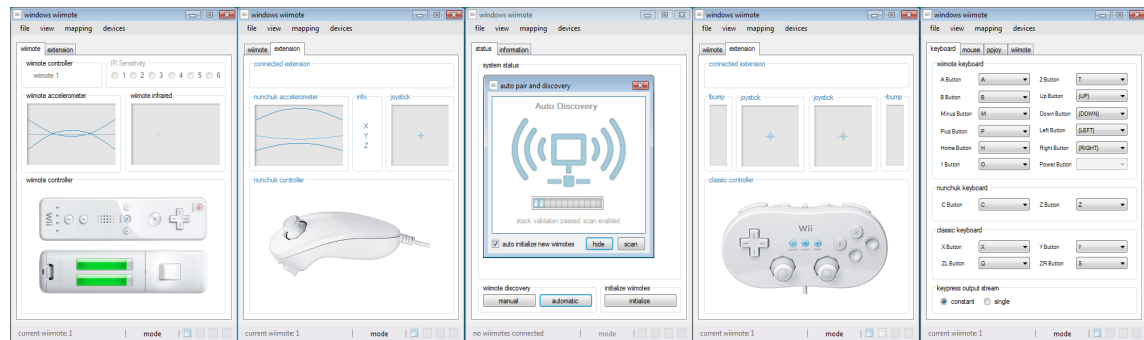 windows wiimote
file view mapping devices
wiimote extension
wiimote controller
wiimote 1
IR Sensitivity
1 2 3 4 5 6
wiimote accelerometer
wiimote infrared
wiimote controller
Wii
current wiimote: 1 mode
windows wiimote
file view mapping devices
wiimote extension
connected extension
nunchuk accelerometer
info
joystick
X
Y
Z
nunchuk controller
current wiimote: 1 mode
windows wiimote
file view mapping devices
status information
system status
auto pair and discovery
Auto Discovery
stack validation passed: scan enabled
auto initialize new wiimotes hide scan
wiimote discovery
manual automatic
initialize wiimotes
initialize
no wiimotes connected mode
windows wiimote
file view mapping devices
wiimote extension
connected extension
lbump joystick joystick rbump
classic controller
Wii
current wiimote: 1 mode
windows wiimote
file view mapping devices
keyboard mouse ppjoy wiimote
wiimote keyboard
A Button A 2 Button T
B Button B Up Button {UP}
Minus Button M Down Button {DOWN}
Plus Button P Left Button {LEFT}
Home Button H Right Button {RIGHT}
1 Button O Power Button
nunchuk keyboard
C Button C Z Button Z
classic keyboard
X Button X Y Button Y
ZL Button Q ZR Button S
keypress output stream
constant single
current wiimote: 1 mode